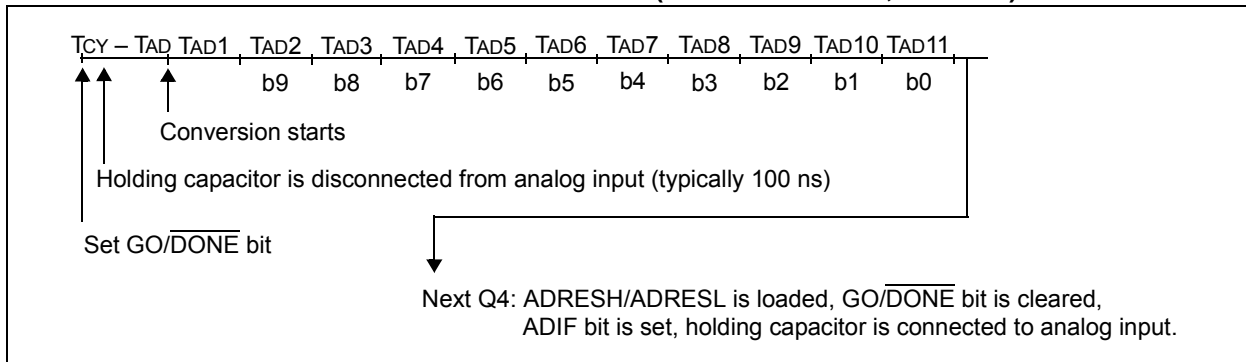 TCY – TAD TAD1 TAD2 TAD3 TAD4 TAD5 TAD6 TAD7 TAD8 TAD9 TAD10 TAD11
b9 b8 b7 b6 b5 b4 b3 b2 b1 b0
Conversion starts
Holding capacitor is disconnected from analog input (typically 100 ns)
Set GO/DONE bit
Next Q4: ADRESH/ADRESL is loaded, GO/DONE bit is cleared,
ADIF bit is set, holding capacitor is connected to analog input.